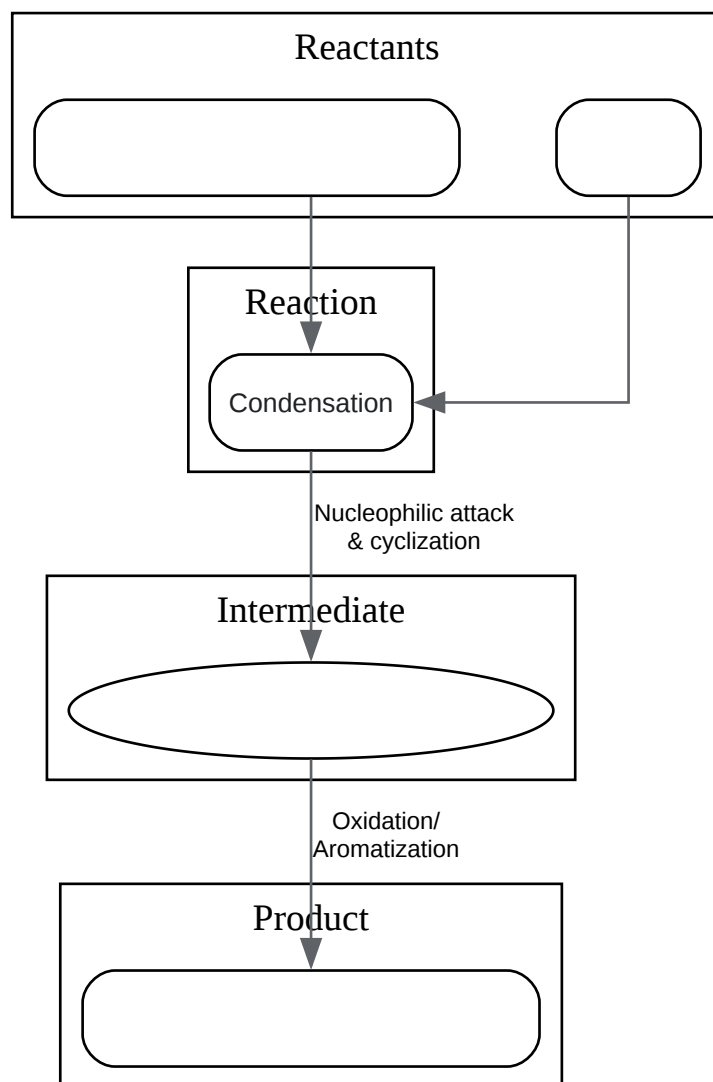 Reactants
Reaction
Condensation
Nucleophilic attack
& cyclization
Intermediate
Oxidation/
Aromatization
Product